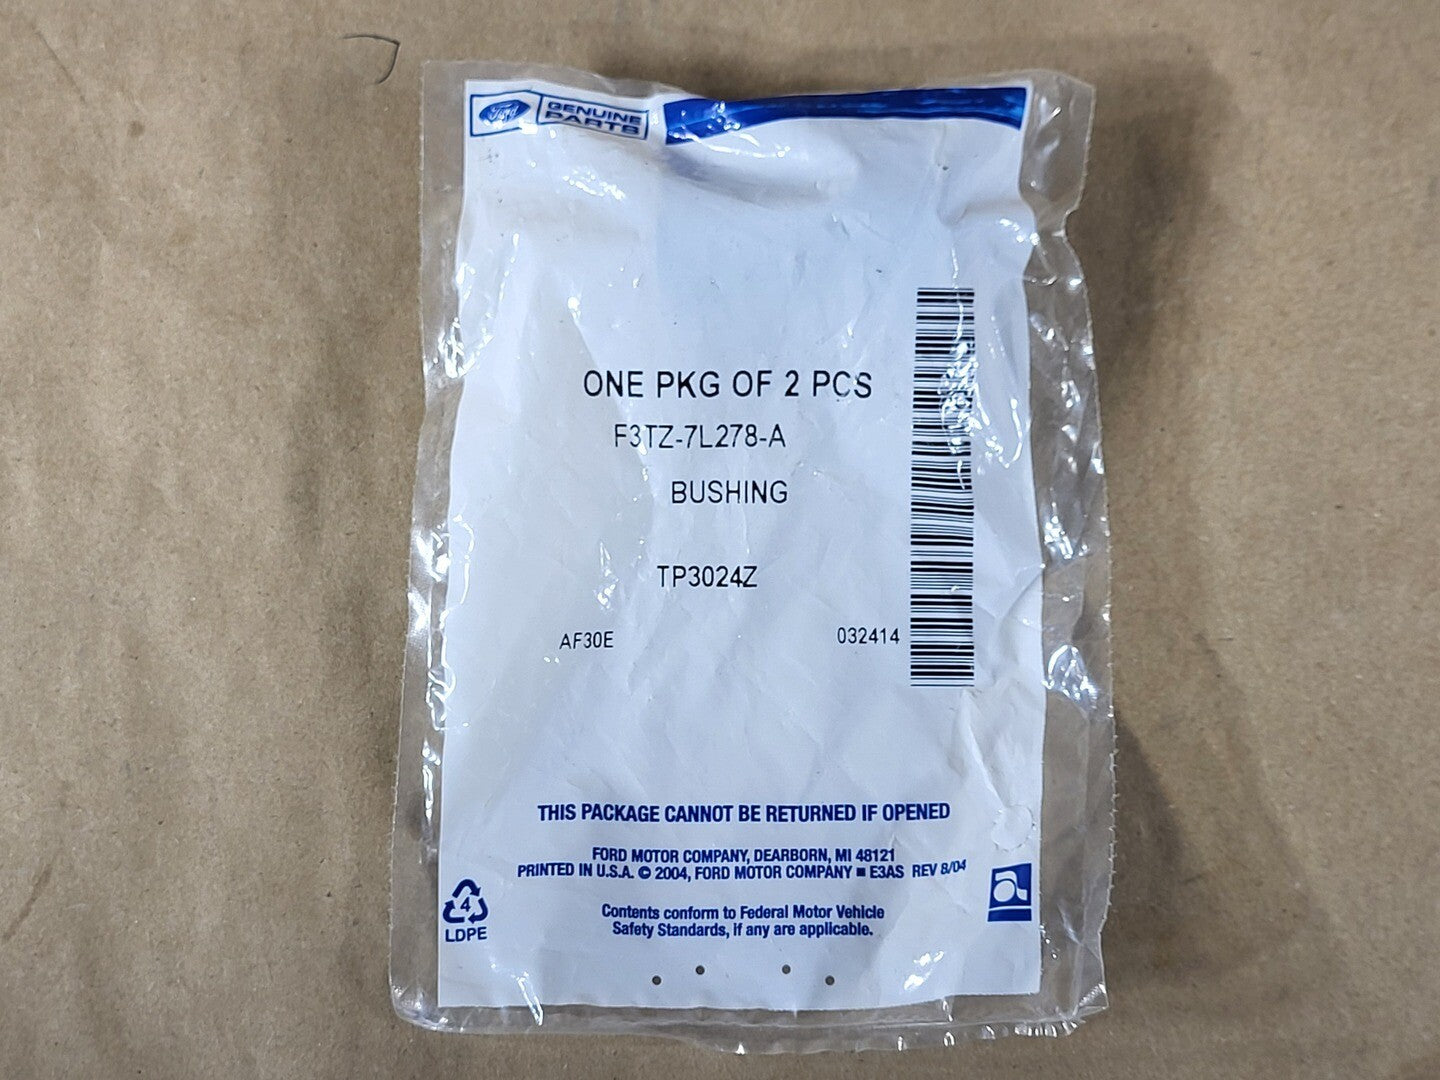 Ford
GENUINE
PARTS
ONE PKG OF 2 PCS
F3TZ-7L278-A
BUSHING
TP3024Z
AF30E
032414
THIS PACKAGE CANNOT BE RETURNED IF OPENED
FORD MOTOR COMPANY, DEARBORN, MI 48121
PRINTED IN U.S.A. © 2004, FORD MOTOR COMPANY ■ E3AS REV 8/04
4
LDPE
Contents conform to Federal Motor Vehicle
Safety Standards, if any are applicable.